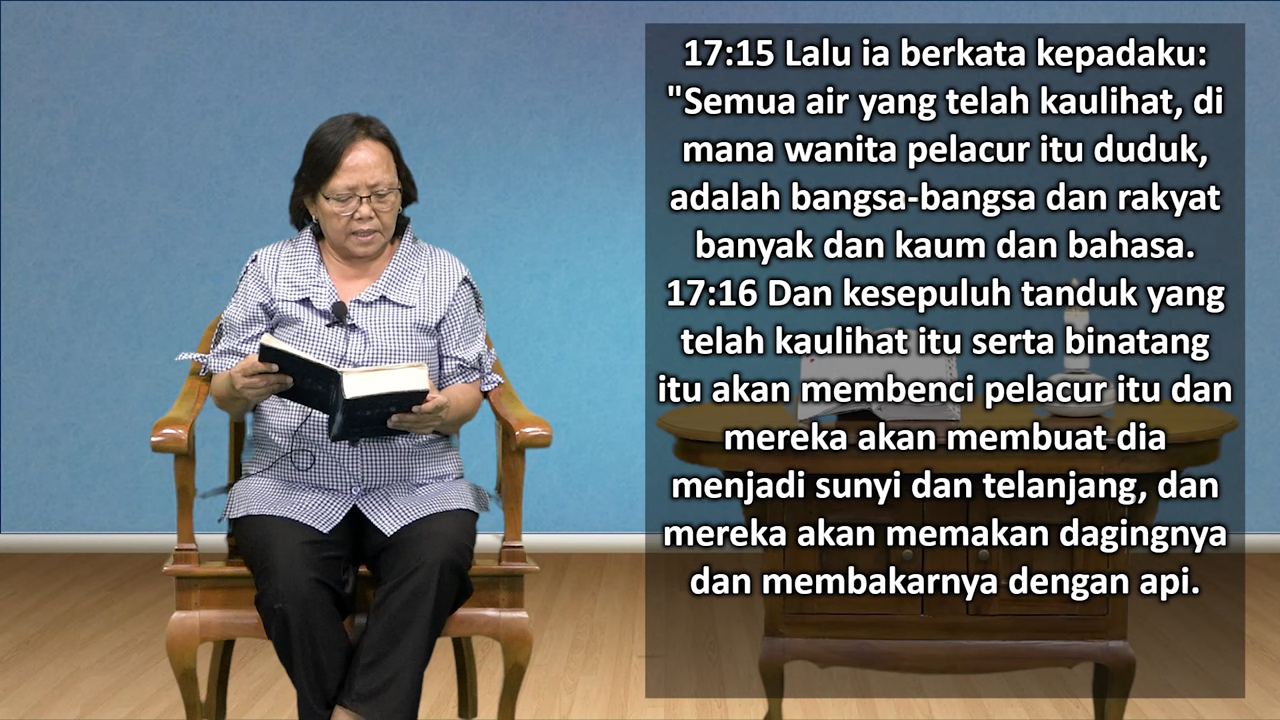 17:15 Lalu ia berkata kepadaku:
"Semua air yang telah kaulihat, di
mana wanita pelacur itu duduk,
adalah bangsa-bangsa dan rakyat
banyak dan kaum dan bahasa.
17:16 Dan kesepuluh tanduk yang
telah kaulihat itu serta binatang
itu akan membenci pelacur itu dan
mereka akan membuat dia
menjadi sunyi dan telanjang, dan
mereka akan memakan dagingnya
dan membakarnya dengan api.